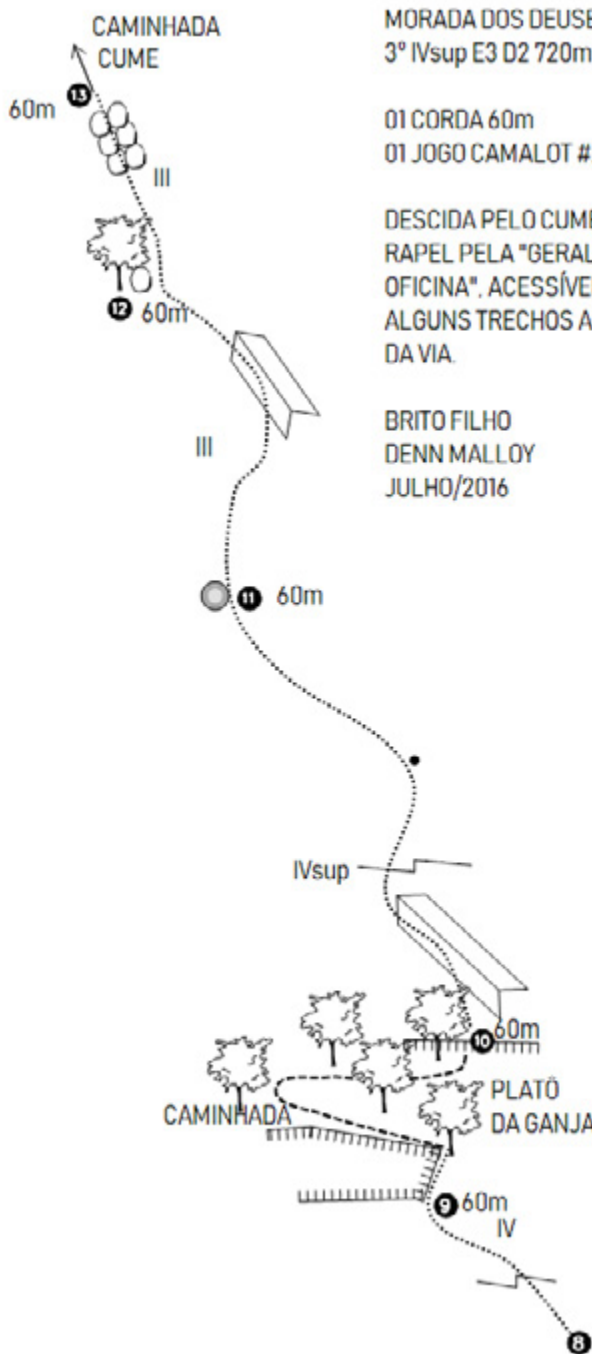 CAMINHADA
CUME
13
60m
III
12
60m
III
11
60m
IVsup
10
60m
PLATÔ
DA GANJA
CAMINHADA
9
60m
IV
8
MORADA DOS DEUSE
3º IVsup E3 D2 720m
01 CORDA 60m
01 JOGO CAMALOT #
DESCIDA PELO CUME
RAPEL PELA "GERAL
OFICINA", ACESSÍVE
ALGUNS TRECHOS A
DA VIA.
BRITO FILHO
DENN MALLOY
JULHO/2016